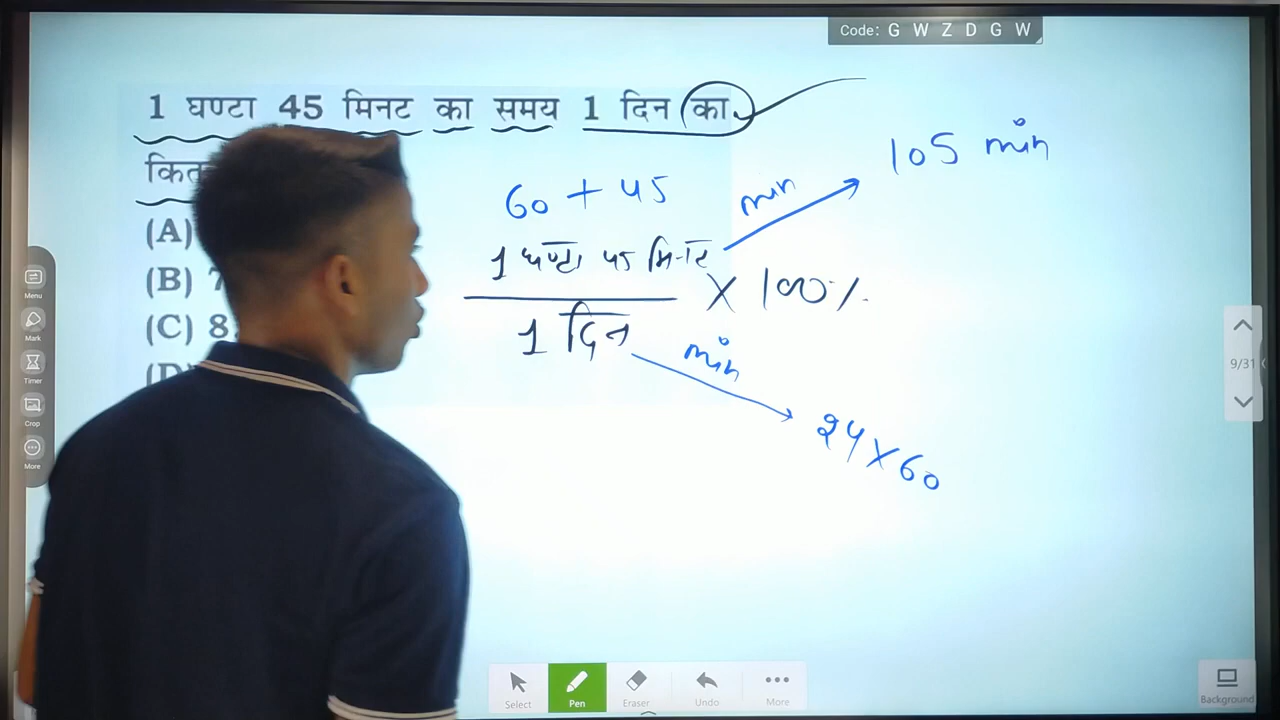 Code: G W Z D G W
1 घण्टा 45 मिनट का समय 1 दिन का
105 min
60 + 45
min
(A)
1 घण्टा 45 मिनट
(B) 7
× 100%
(C) 8
1 दिन
min
24×60
Menu
Mark
Timer
Crop
More
9/31
Select
Pen
Eraser
Undo
More
Background